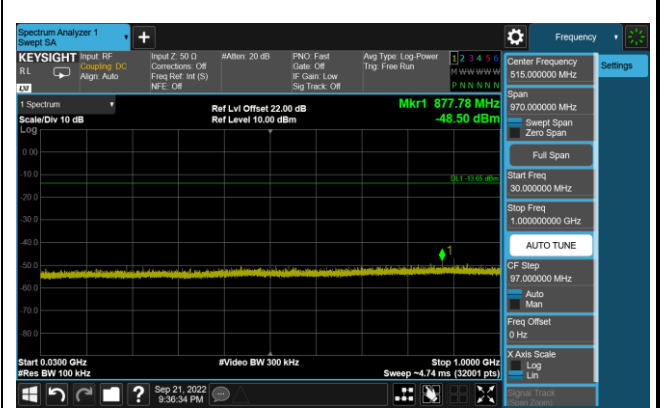 Spectrum Analyzer 1
Swept SA
+
Frequency
KEYSIGHT
RL
LXI
Input: RF
Coupling: DC
Align: Auto
Input Z: 50 Ω
Corrections: Off
Freq Ref: Int (S)
NFE: Off
#Atten: 20 dB
PNO: Fast
Gate: Off
IF Gain: Low
Sig Track: Off
Avg Type: Log-Power
Trig: Free Run
1 2 3 4 5 6
M W W W W W
P N N N N N
1 Spectrum
Scale/Div 10 dB
Log
Ref Lvl Offset 22.00 dB
Ref Level 10.00 dBm
Mkr1 877.78 MHz
-48.50 dBm
0.00
-10.0
-20.0
-30.0
-40.0
-50.0
-60.0
-70.0
-80.0
DL1 -13.65 dBm
1
Start 0.0300 GHz
#Res BW 100 kHz
#Video BW 300 kHz
Stop 1.0000 GHz
Sweep ~4.74 ms (32001 pts)
Center Frequency
515.000000 MHz
Settings
Span
970.000000 MHz
Swept Span
Zero Span
Full Span
Start Freq
30.000000 MHz
Stop Freq
1.000000000 GHz
AUTO TUNE
CF Step
97.000000 MHz
Auto
Man
Freq Offset
0 Hz
X Axis Scale
Log
Lin
Signal Track
(Span Zoom)
?
Sep 21, 2022
9:36:34 PM